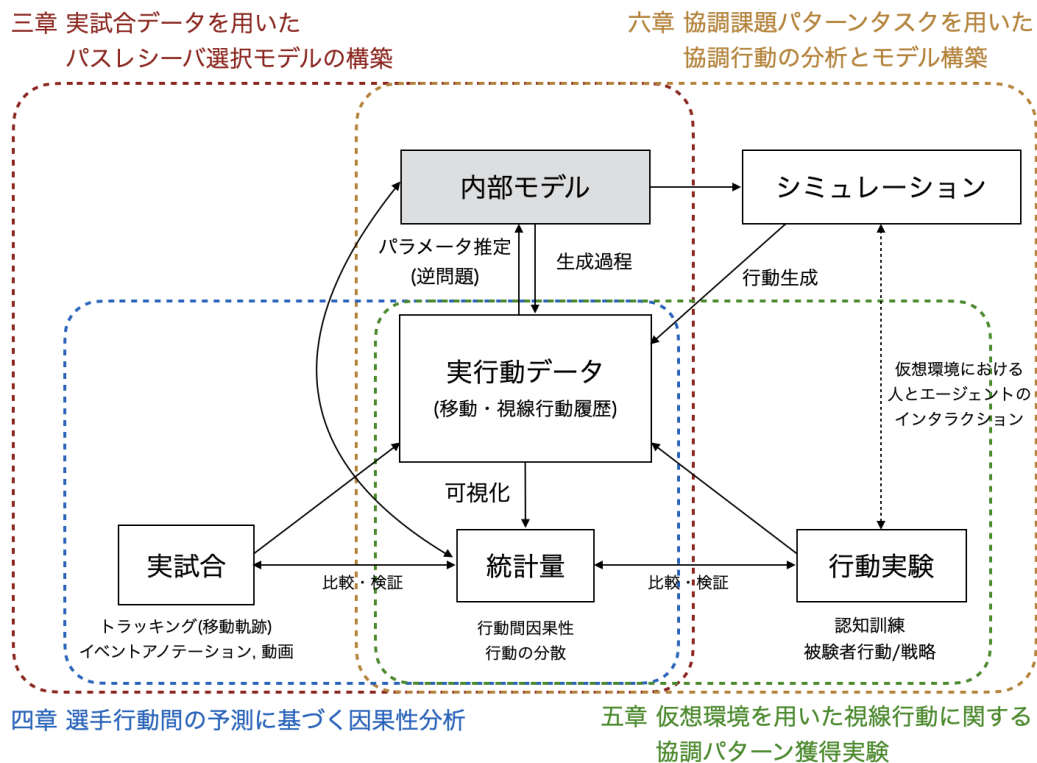 三章 実試合データを用いた
パスレシーバ選択モデルの構築
六章 協調課題パターンタスクを用いた
協調行動の分析とモデル構築
内部モデル
シミュレーション
パラメータ推定
(逆問題)
生成過程
行動生成
実行動データ
(移動・視線行動履歴)
仮想環境における
人とエージェントの
インタラクション
可視化
実試合
統計量
行動実験
比較・検証
比較・検証
トラッキング(移動軌跡)
イベントアノテーション, 動画
行動間因果性
行動の分散
認知訓練
被験者行動/戦略
四章 選手行動間の予測に基づく因果性分析
五章 仮想環境を用いた視線行動に関する
協調パターン獲得実験